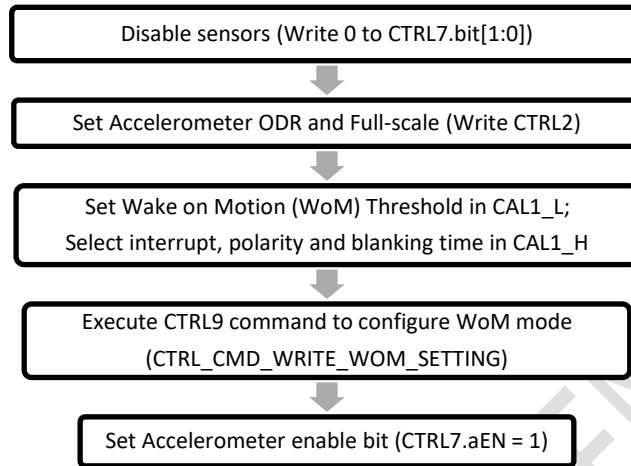 Disable sensors (Write 0 to CTRL7.bit[1:0])
Set Accelerometer ODR and Full-scale (Write CTRL2)
Set Wake on Motion (WoM) Threshold in CAL1_L;
Select interrupt, polarity and blanking time in CAL1_H
Execute CTRL9 command to configure WoM mode
(CTRL_CMD_WRITE_WOM_SETTING)
Set Accelerometer enable bit (CTRL7.aEN = 1)